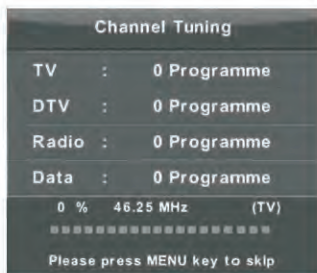 Channel Tuning
TV : 0 Programme
DTV : 0 Programme
Radio : 0 Programme
Data : 0 Programme
0 % 46.25 MHz (TV)
Please press MENU key to skip